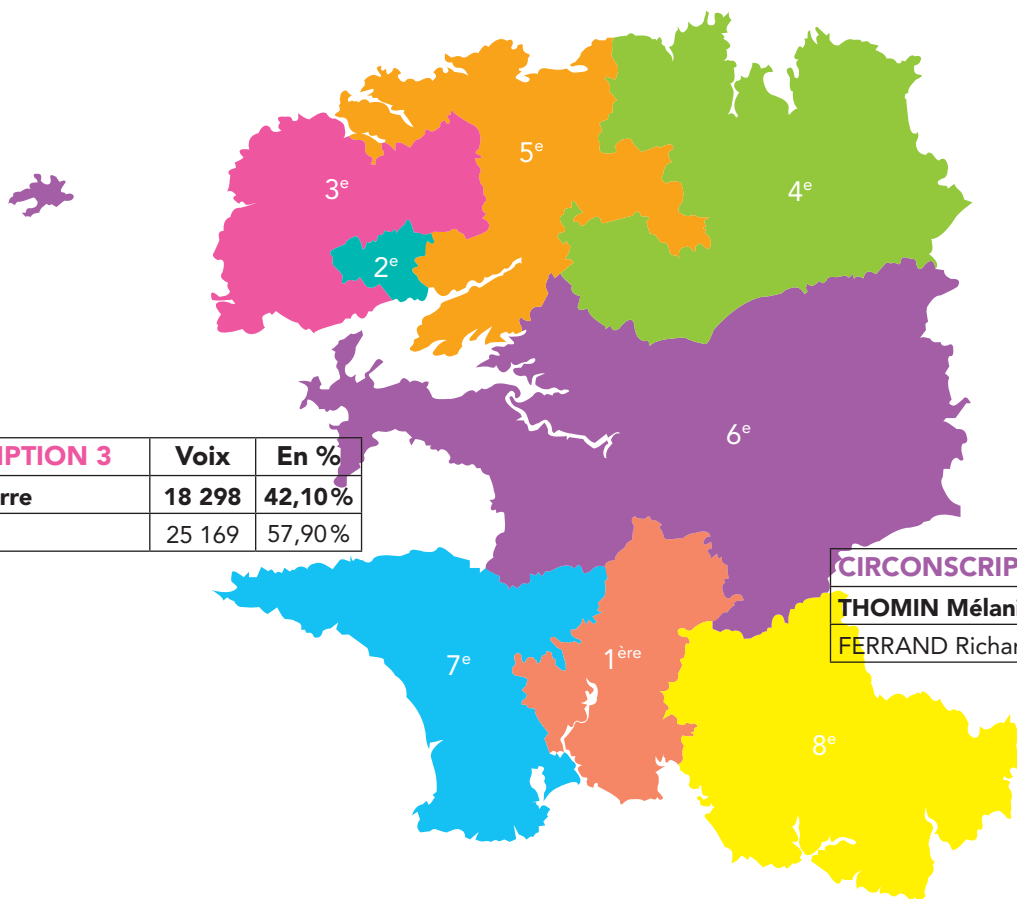 5e
3e
4e
2e
6e
IPTION 3 Voix En %
rre 18 298 42,10 %
25 169 57,90 %
CIRCONSCRIP
THOMIN Mélani
FERRAND Richar
7e
1ère
8e